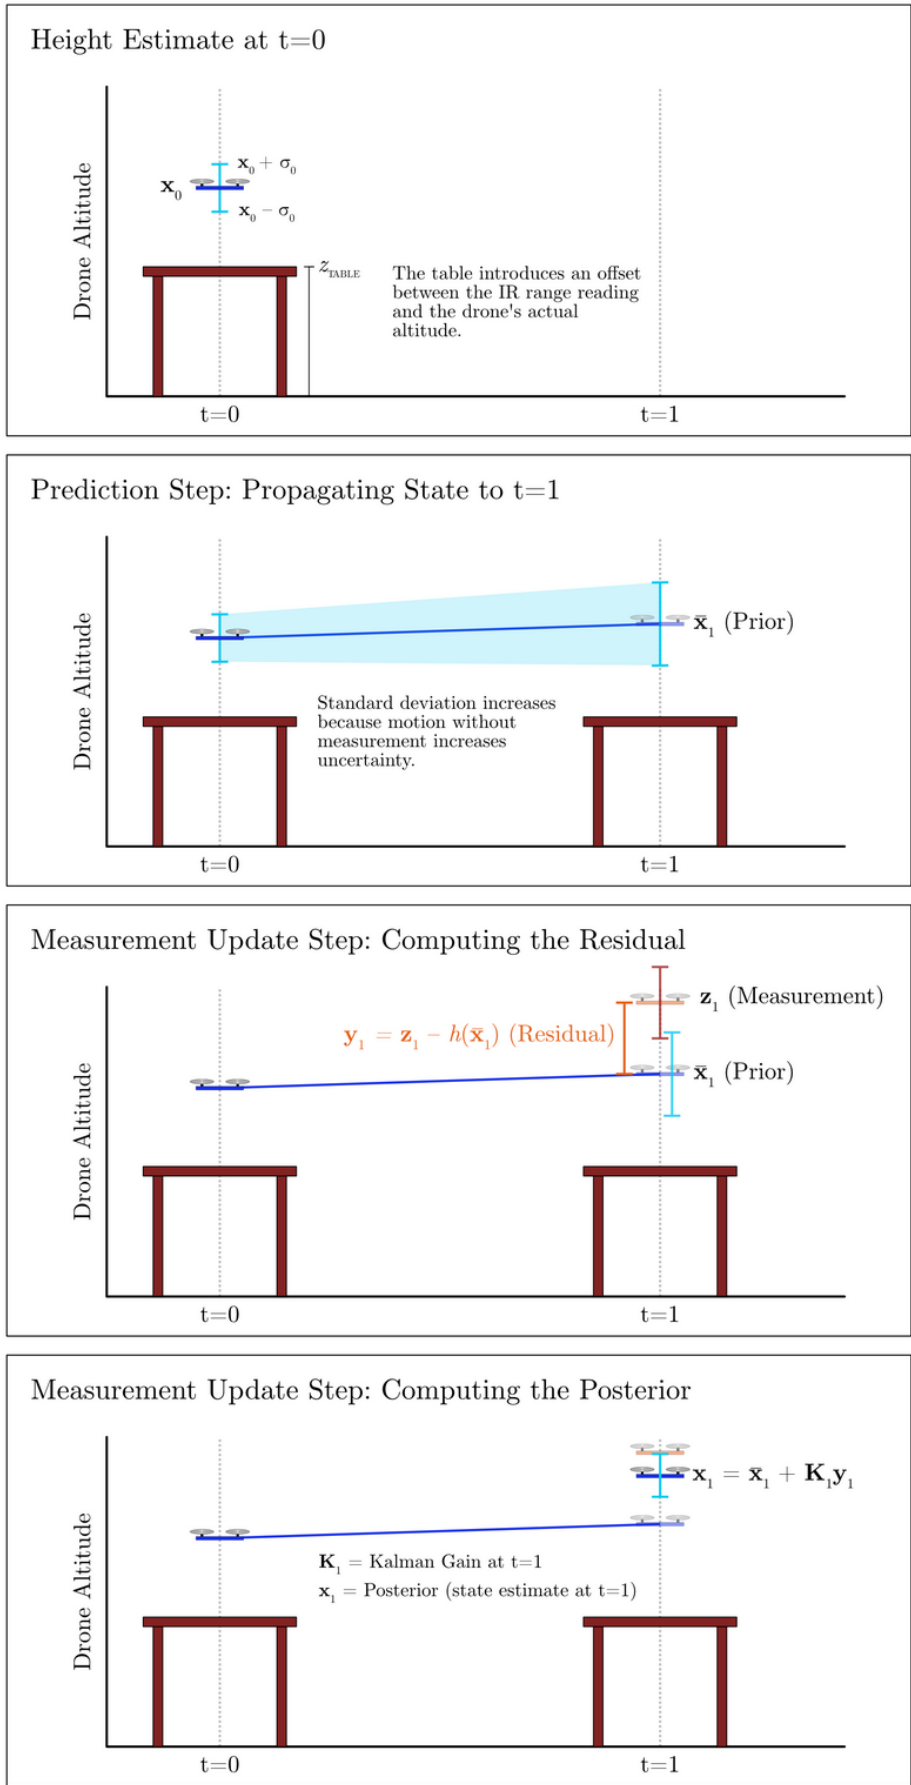 Height Estimate at t=0
Drone Altitude
x₀ + σ₀
x₀
x₀ − σ₀
z_TABLE
The table introduces an offset
between the IR range reading
and the drone's actual
altitude.
t=0
t=1
Prediction Step: Propagating State to t=1
Drone Altitude
x̄₁ (Prior)
Standard deviation increases
because motion without
measurement increases
uncertainty.
t=0
t=1
Measurement Update Step: Computing the Residual
Drone Altitude
z₁ (Measurement)
y₁ = z₁ − h(x̄₁) (Residual)
x̄₁ (Prior)
t=0
t=1
Measurement Update Step: Computing the Posterior
Drone Altitude
x₁ = x̄₁ + K₁y₁
K₁ = Kalman Gain at t=1
x₁ = Posterior (state estimate at t=1)
t=0
t=1